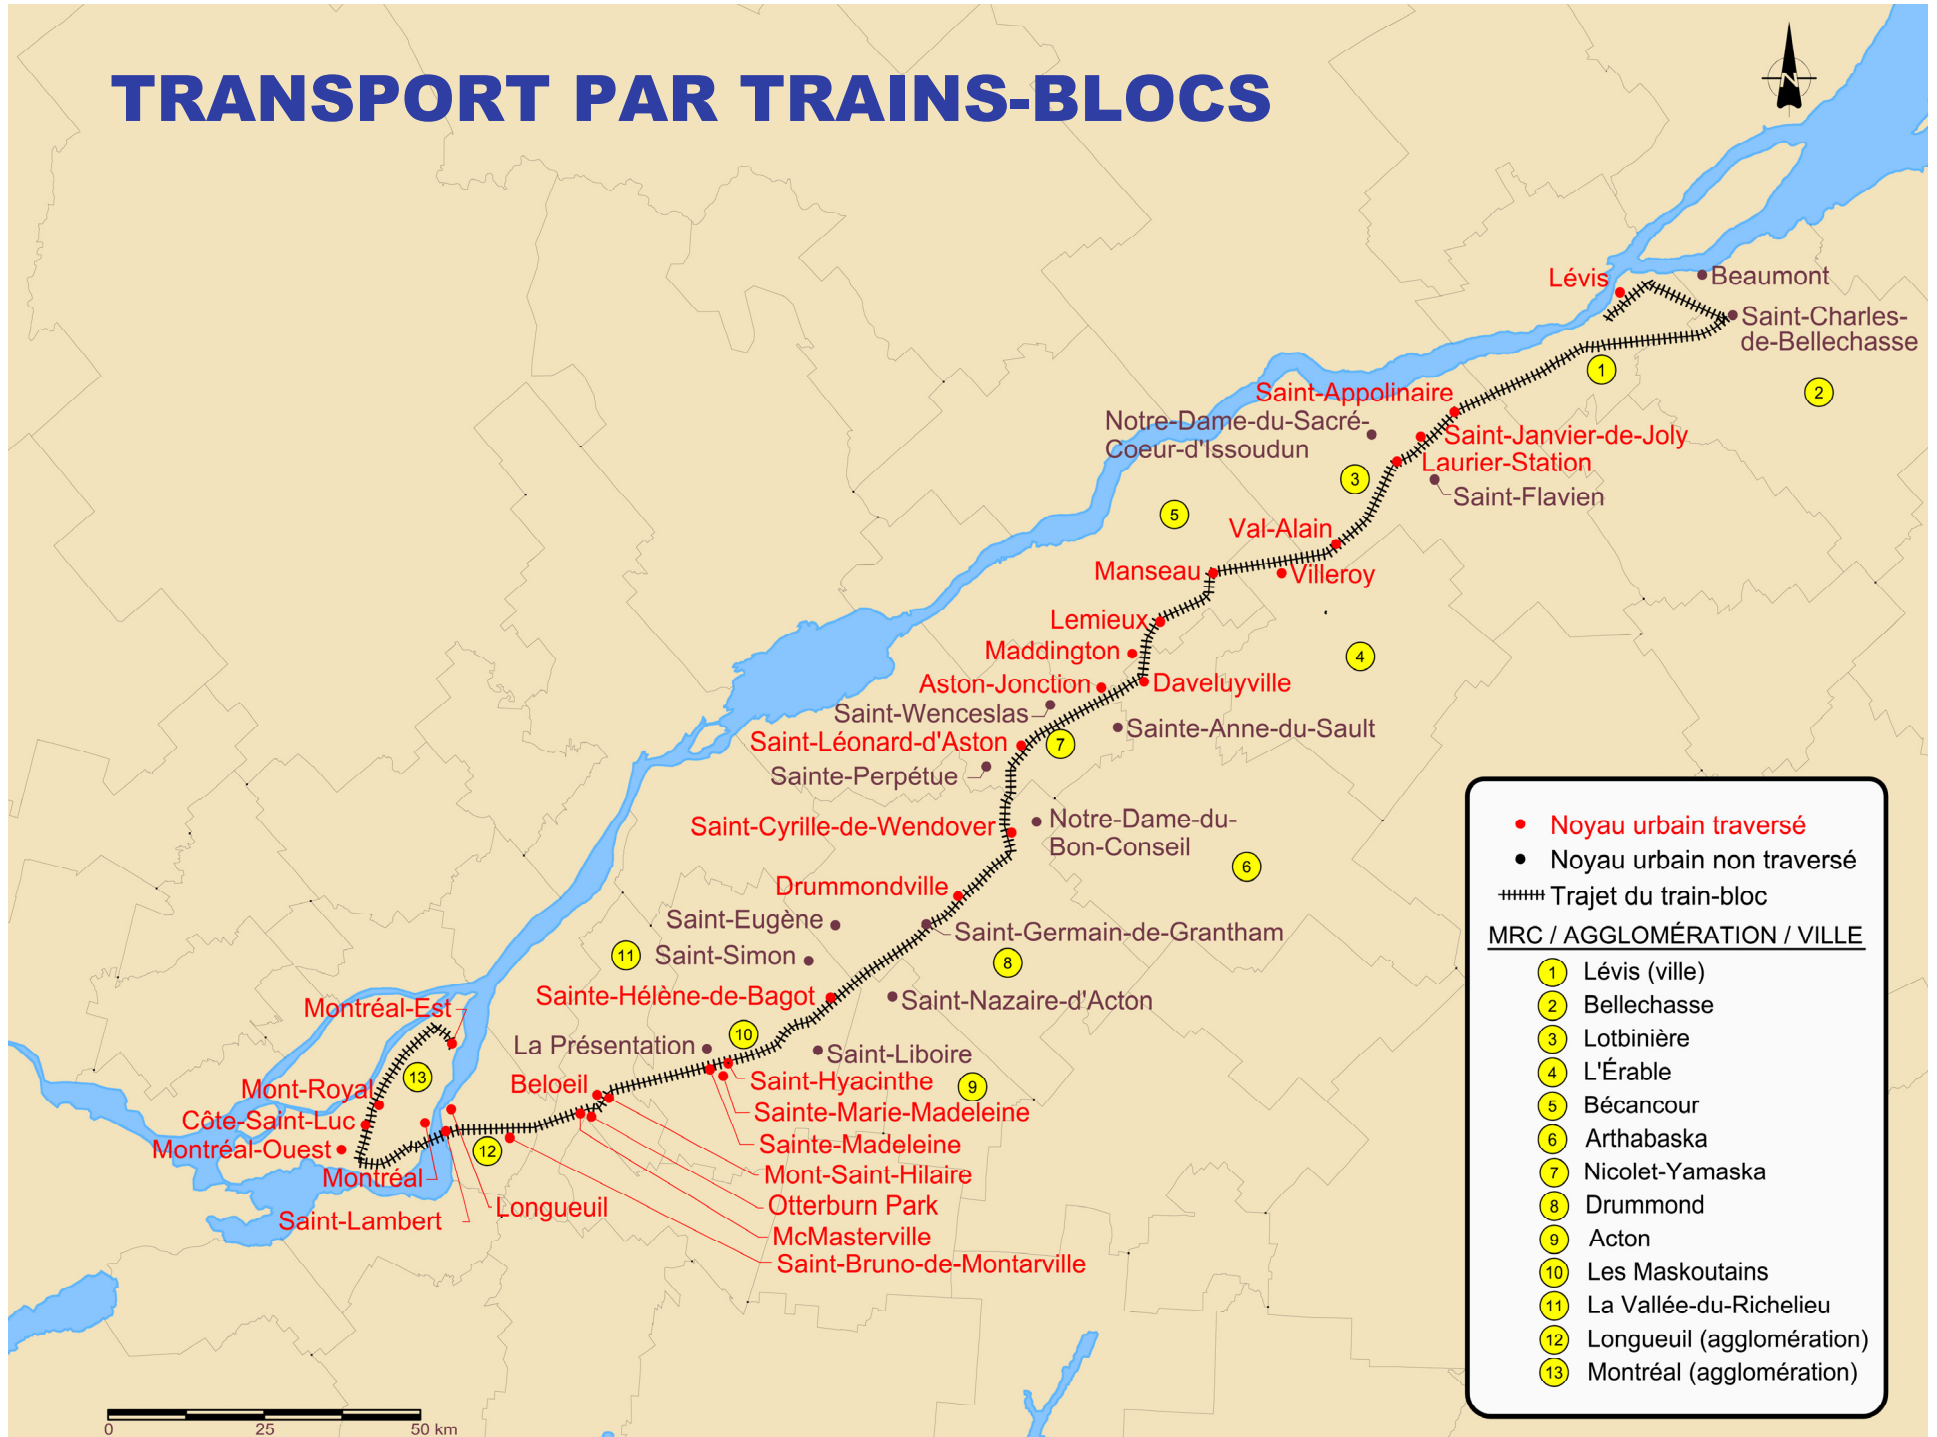 TRANSPORT PAR TRAINS-BLOCS
N
Lévis
Beaumont
Saint-Charles-
de-Bellechasse
1
2
Saint-Appolinaire
Notre-Dame-du-Sacré-
Coeur-d'Issoudun
Saint-Janvier-de-Joly
Laurier-Station
3
Saint-Flavien
5
Val-Alain
Manseau
Villeroy
Lemieux
Maddington
4
Aston-Jonction
Daveluyville
Saint-Wenceslas
Sainte-Anne-du-Sault
Saint-Léonard-d'Aston
7
Sainte-Perpétue
Saint-Cyrille-de-Wendover
Notre-Dame-du-
Bon-Conseil
6
Drummondville
Saint-Eugène
Saint-Germain-de-Grantham
11
Saint-Simon
8
Sainte-Hélène-de-Bagot
Saint-Nazaire-d'Acton
Montréal-Est
10
La Présentation
Saint-Liboire
13
Mont-Royal
Beloeil
Saint-Hyacinthe
9
Côte-Saint-Luc
Sainte-Marie-Madeleine
Montréal-Ouest
12
Sainte-Madeleine
Montréal
Mont-Saint-Hilaire
Longueuil
Otterburn Park
Saint-Lambert
McMasterville
Saint-Bruno-de-Montarville
0 25 50 km
Noyau urbain traversé
Noyau urbain non traversé
Trajet du train-bloc
MRC / AGGLOMÉRATION / VILLE
1 Lévis (ville)
2 Bellechasse
3 Lotbinière
4 L'Érable
5 Bécancour
6 Arthabaska
7 Nicolet-Yamaska
8 Drummond
9 Acton
10 Les Maskoutains
11 La Vallée-du-Richelieu
12 Longueuil (agglomération)
13 Montréal (agglomération)